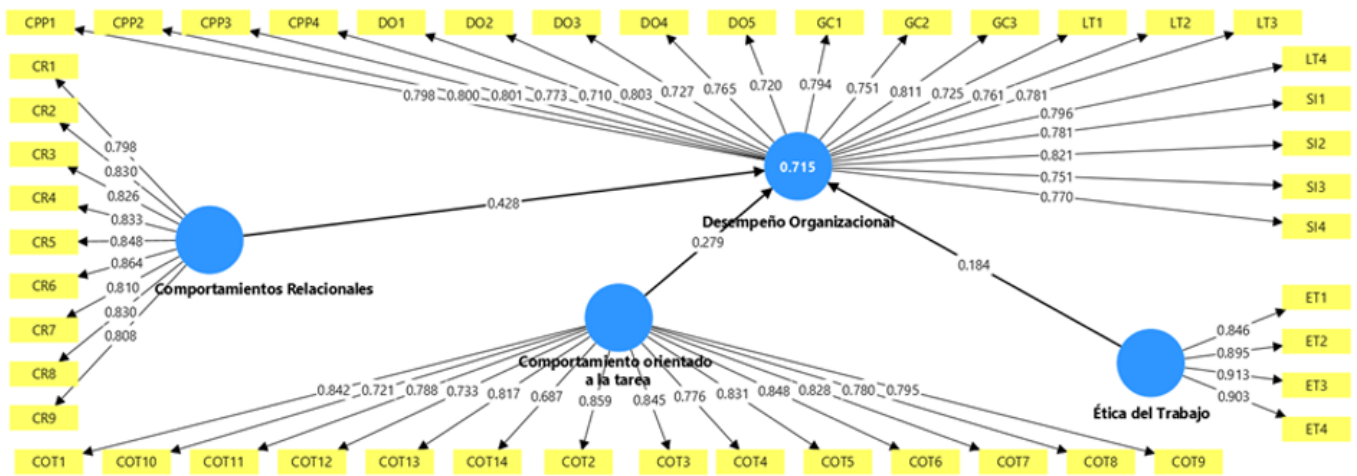 CPP1 CPP2 CPP3 CPP4 DO1 DO2 DO3 DO4 DO5 GC1 GC2 GC3 LT1 LT2 LT3
LT4
SI1
SI2
SI3
SI4
0.798 0.800 0.801 0.773 0.710 0.803 0.727 0.765 0.720 0.794 0.751 0.811 0.725 0.761 0.781
0.796
0.781
0.821
0.751
0.770
0.715
Desempeño Organizacional
CR1
CR2
CR3
CR4
CR5
CR6
CR7
CR8
CR9
0.798
0.830
0.826
0.833
0.848
0.864
0.810
0.830
0.808
Comportamientos Relacionales
0.428
0.279
0.184
Comportamiento orientado
a la tarea
0.842 0.721 0.788 0.733 0.817 0.687 0.859 0.845 0.776 0.831 0.848 0.828 0.780 0.795
COT1 COT10 COT11 COT12 COT13 COT14 COT2 COT3 COT4 COT5 COT6 COT7 COT8 COT9
Ética del Trabajo
0.846
0.895
0.913
0.903
ET1
ET2
ET3
ET4